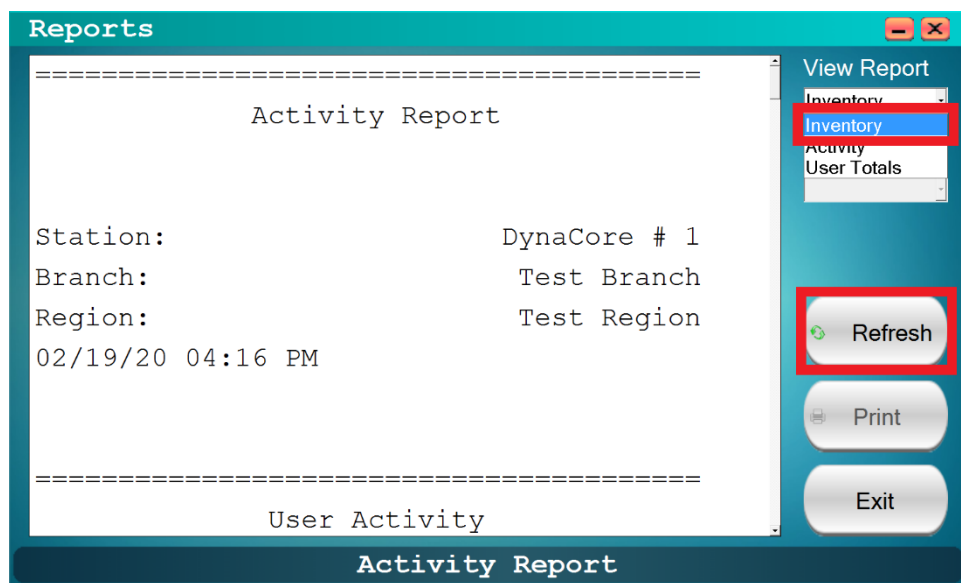 Reports
========================================
Activity Report
Station: DynaCore # 1
Branch: Test Branch
Region: Test Region
02/19/20 04:16 PM
========================================
User Activity
View Report
Inventory
Inventory
Activity
User Totals
Refresh
Print
Exit
Activity Report